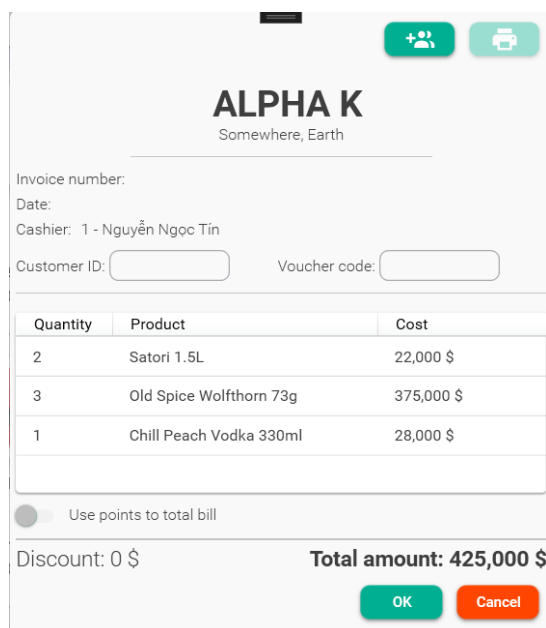 ALPHA K
Somewhere, Earth
Invoice number:
Date:
Cashier: 1 - Nguyễn Ngọc Tín
Customer ID: Voucher code:
Quantity Product Cost
2 Satori 1.5L 22,000 $
3 Old Spice Wolfthorn 73g 375,000 $
1 Chill Peach Vodka 330ml 28,000 $
Use points to total bill
Discount: 0 $ Total amount: 425,000 $
OK Cancel